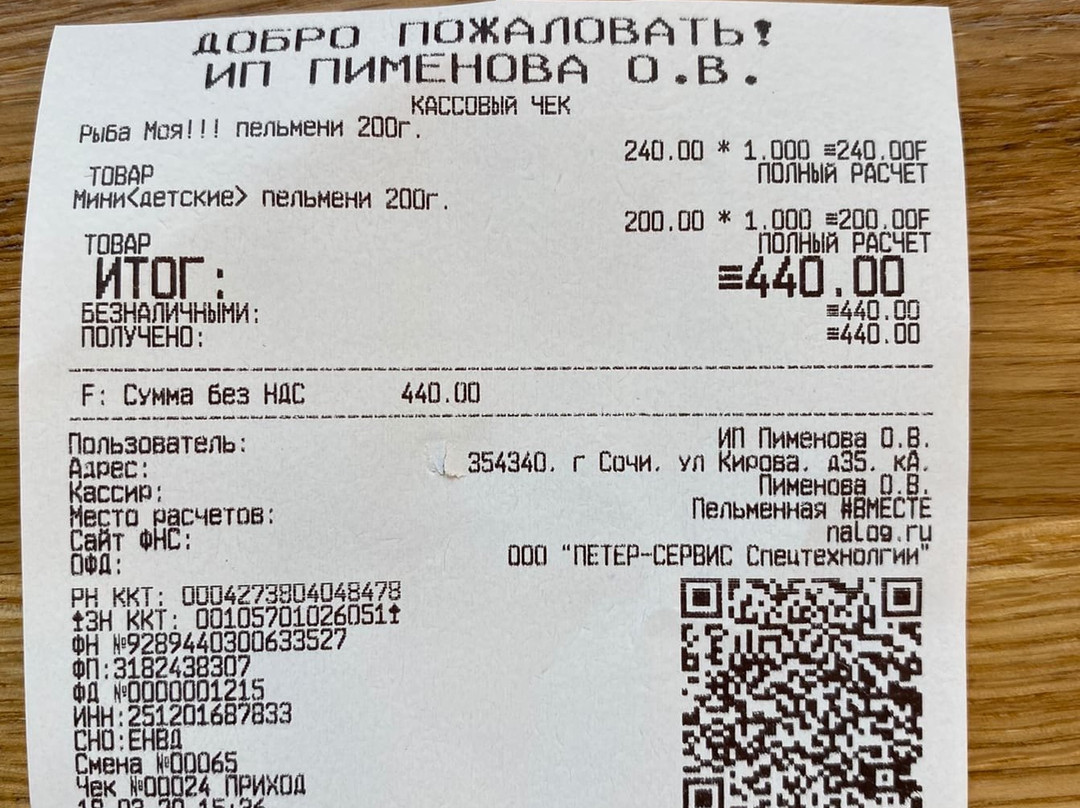 ДОБРО ПОЖАЛОВАТЬ!
ИП ПИМЕНОВА О.В.
КАССОВЫЙ ЧЕК
Рыба Моя!!! пельмени 200г.
240.00 * 1.000 ≡240.00F
ТОВАР ПОЛНЫЙ РАСЧЕТ
Мини<детские> пельмени 200г.
200.00 * 1.000 ≡200.00F
ТОВАР ПОЛНЫЙ РАСЧЕТ
ИТОГ: ≡440.00
БЕЗНАЛИЧНЫМИ: ≡440.00
ПОЛУЧЕНО: ≡440.00
F: Сумма без НДС 440.00
Пользователь: ИП Пименова О.В.
Адрес: 354340. г Сочи. ул Кирова. д35. кА.
Кассир: Пименова О.В.
Место расчетов: Пельменная #ВМЕСТЕ
Сайт ФНС: nalog.ru
ОФД: ООО "ПЕТЕР-СЕРВИС Спецтехнолгии"
РН ККТ: 0004273804048478
ЗН ККТ: 00105701026051
ФН №9289440300633527
ФП:3182438307
ФД №0000001215
ИНН:251201687833
СНО:ЕНВД
Смена №00065
Чек №00024 ПРИХОД